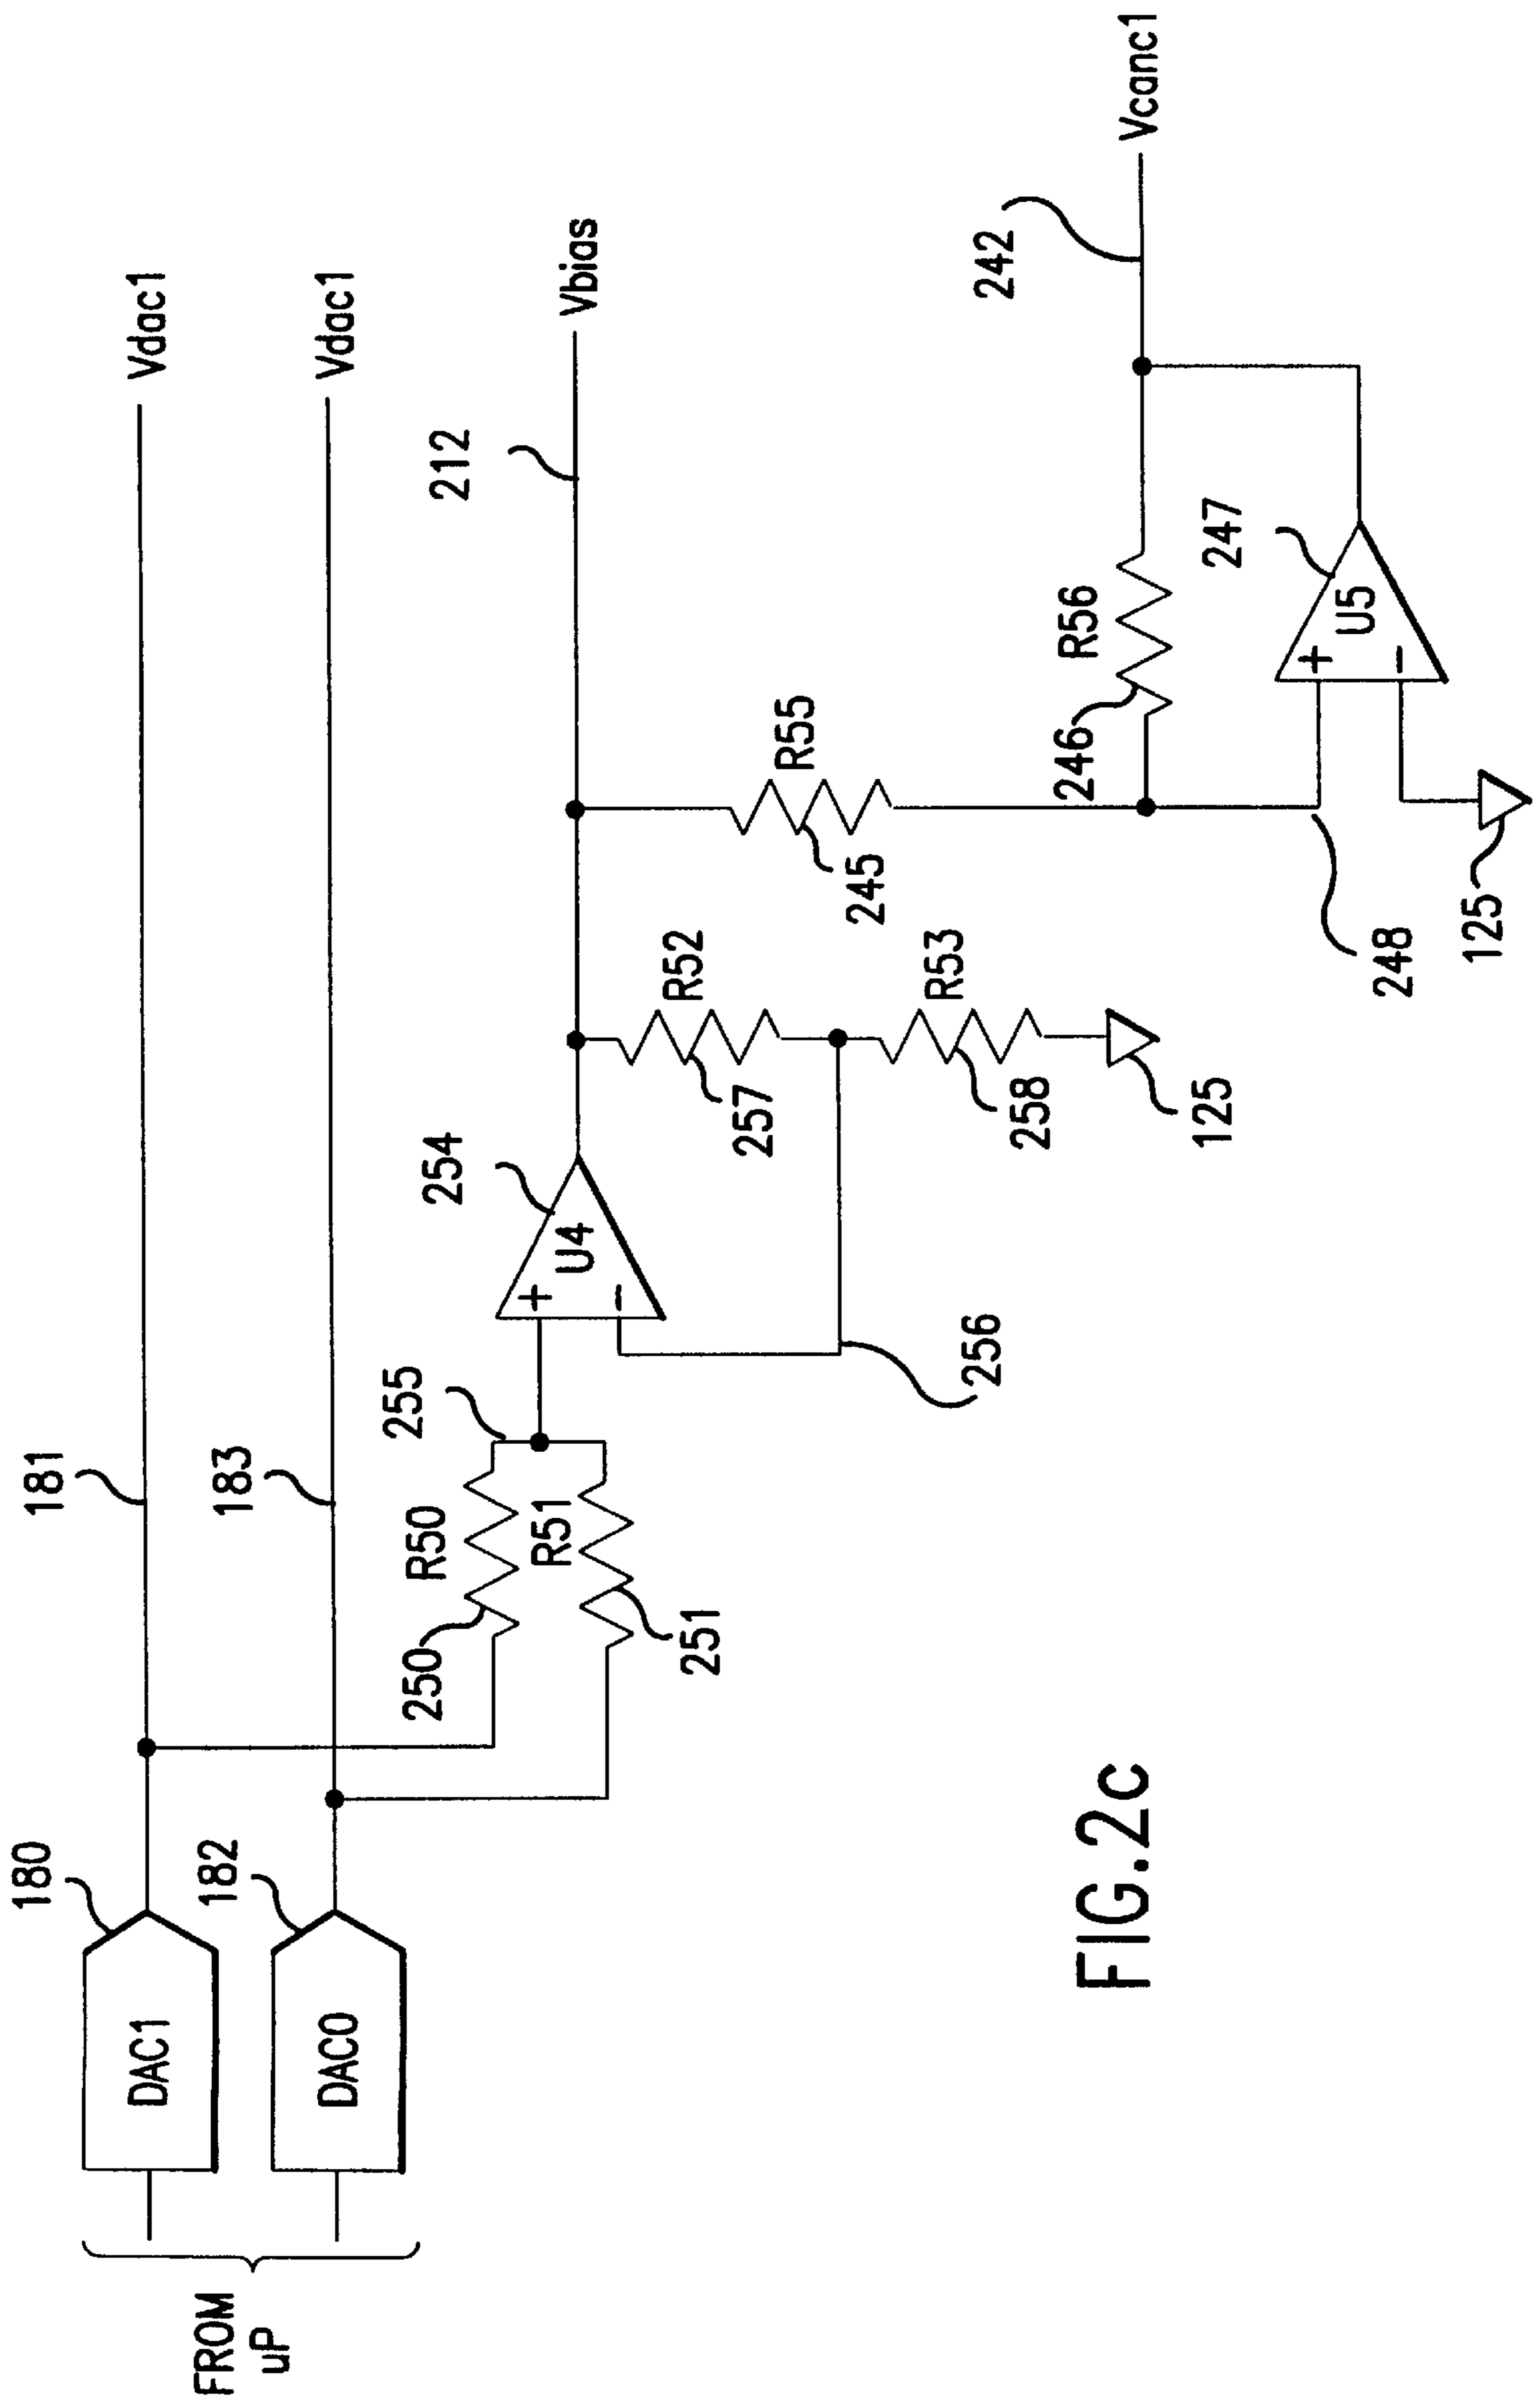 180
181
Vdac1
DAC1
182
183
Vdac1
DAC0
FROM
uP
250
R50
255
254
212
Vbias
R51
251
+
U4
-
257
R52
245
R55
256
258
R53
125
246
R56
242
Vcanc1
247
+
U5
-
248
125
FIG.2c